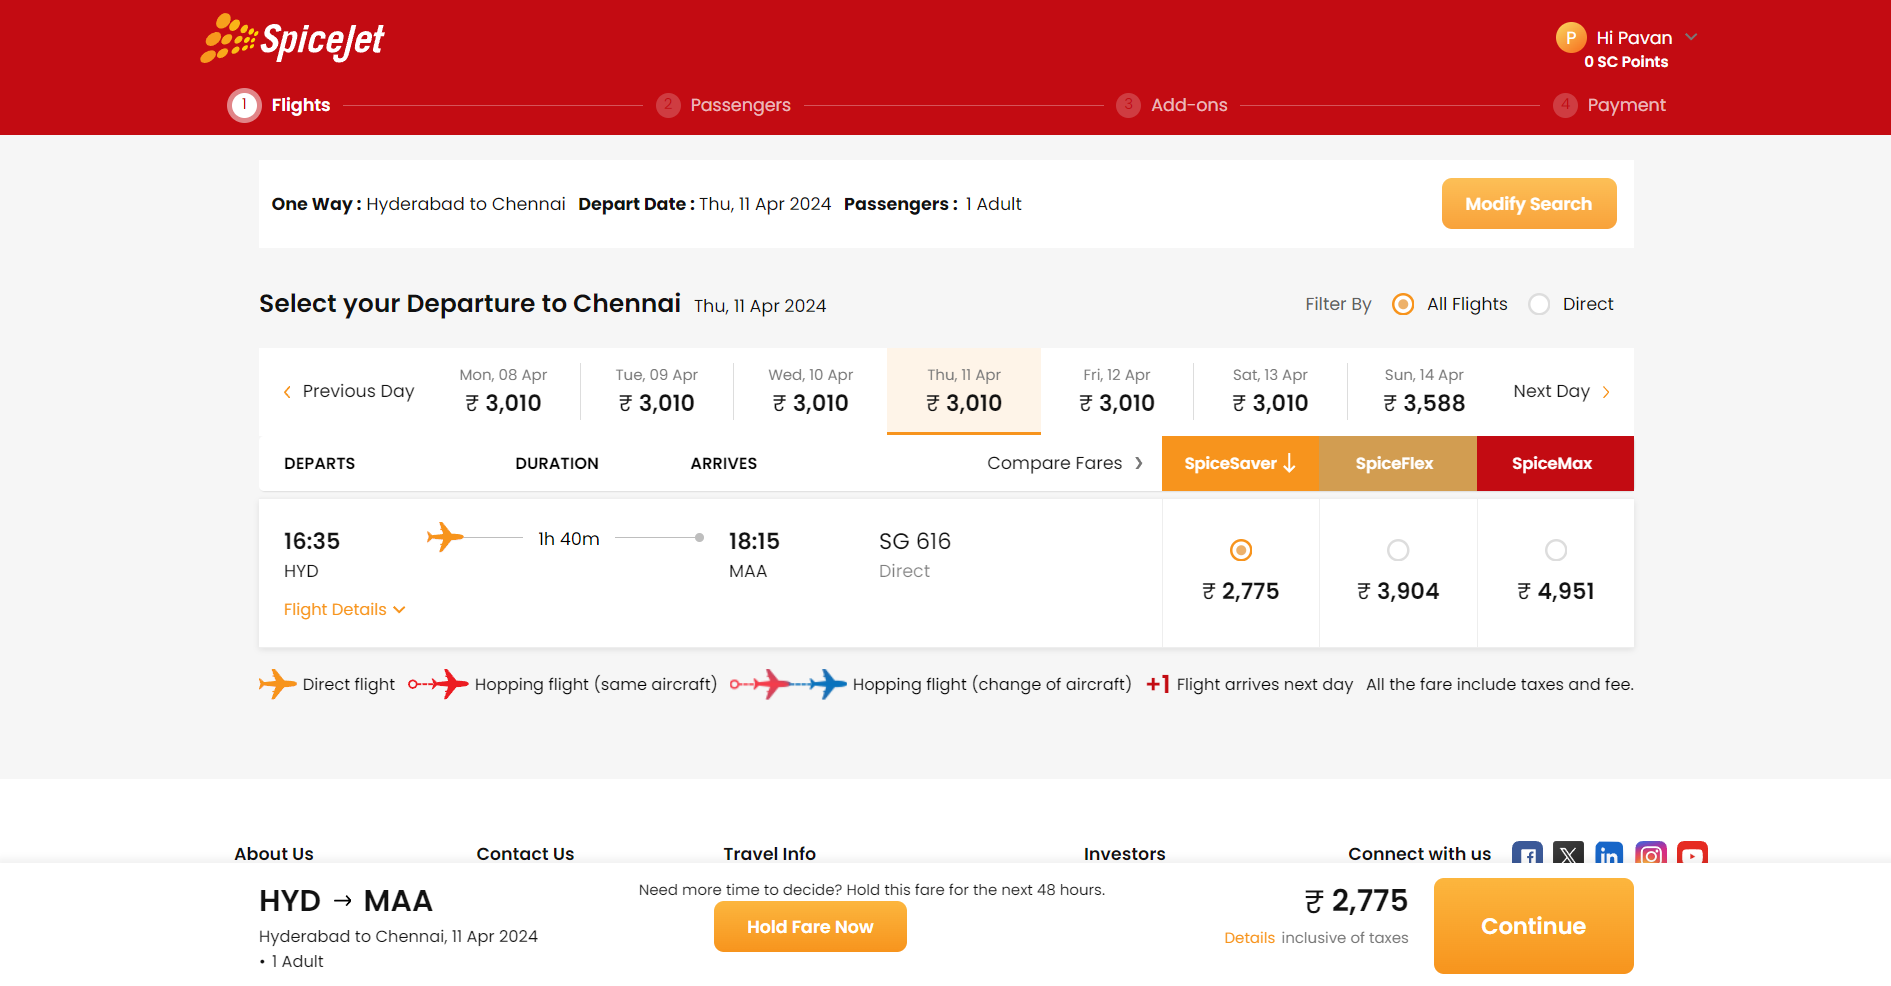 SpiceJet
P Hi Pavan
0 SC Points
1 Flights 2 Passengers 3 Add-ons 4 Payment
One Way : Hyderabad to Chennai Depart Date : Thu, 11 Apr 2024 Passengers : 1 Adult
Modify Search
Select your Departure to Chennai Thu, 11 Apr 2024
Filter By All Flights Direct
Previous Day
Mon, 08 Apr
₹ 3,010
Tue, 09 Apr
₹ 3,010
Wed, 10 Apr
₹ 3,010
Thu, 11 Apr
₹ 3,010
Fri, 12 Apr
₹ 3,010
Sat, 13 Apr
₹ 3,010
Sun, 14 Apr
₹ 3,588
Next Day
DEPARTS DURATION ARRIVES Compare Fares SpiceSaver ↓ SpiceFlex SpiceMax
16:35 1h 40m 18:15 SG 616
HYD MAA Direct
₹ 2,775 ₹ 3,904 ₹ 4,951
Flight Details
Direct flight Hopping flight (same aircraft) Hopping flight (change of aircraft) +1 Flight arrives next day All the fare include taxes and fee.
About Us Contact Us Travel Info Investors Connect with us
HYD → MAA
Hyderabad to Chennai, 11 Apr 2024
• 1 Adult
Need more time to decide? Hold this fare for the next 48 hours.
Hold Fare Now
₹ 2,775
Details inclusive of taxes
Continue